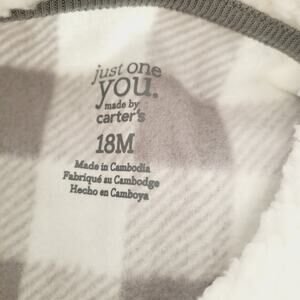 just one
you.
made by
carter's
18M
Made in Cambodia
Fabriqué au Cambodge
Hecho en Camboya